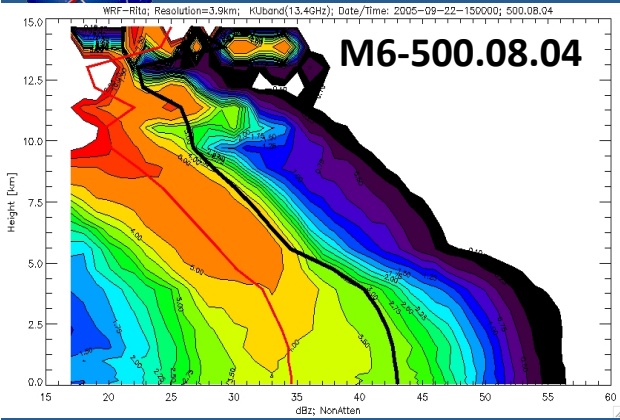 WRF-Rita; Resolution=3.9km; KUband(13.4GHz); Date/Time: 2005-09-22-150000; 500.08.04
M6-500.08.04
15.0
12.5
10.0
7.5
5.0
2.5
0.0
Height [km]
15 20 25 30 35 40 45 50 55 60
dBz; NonAtten